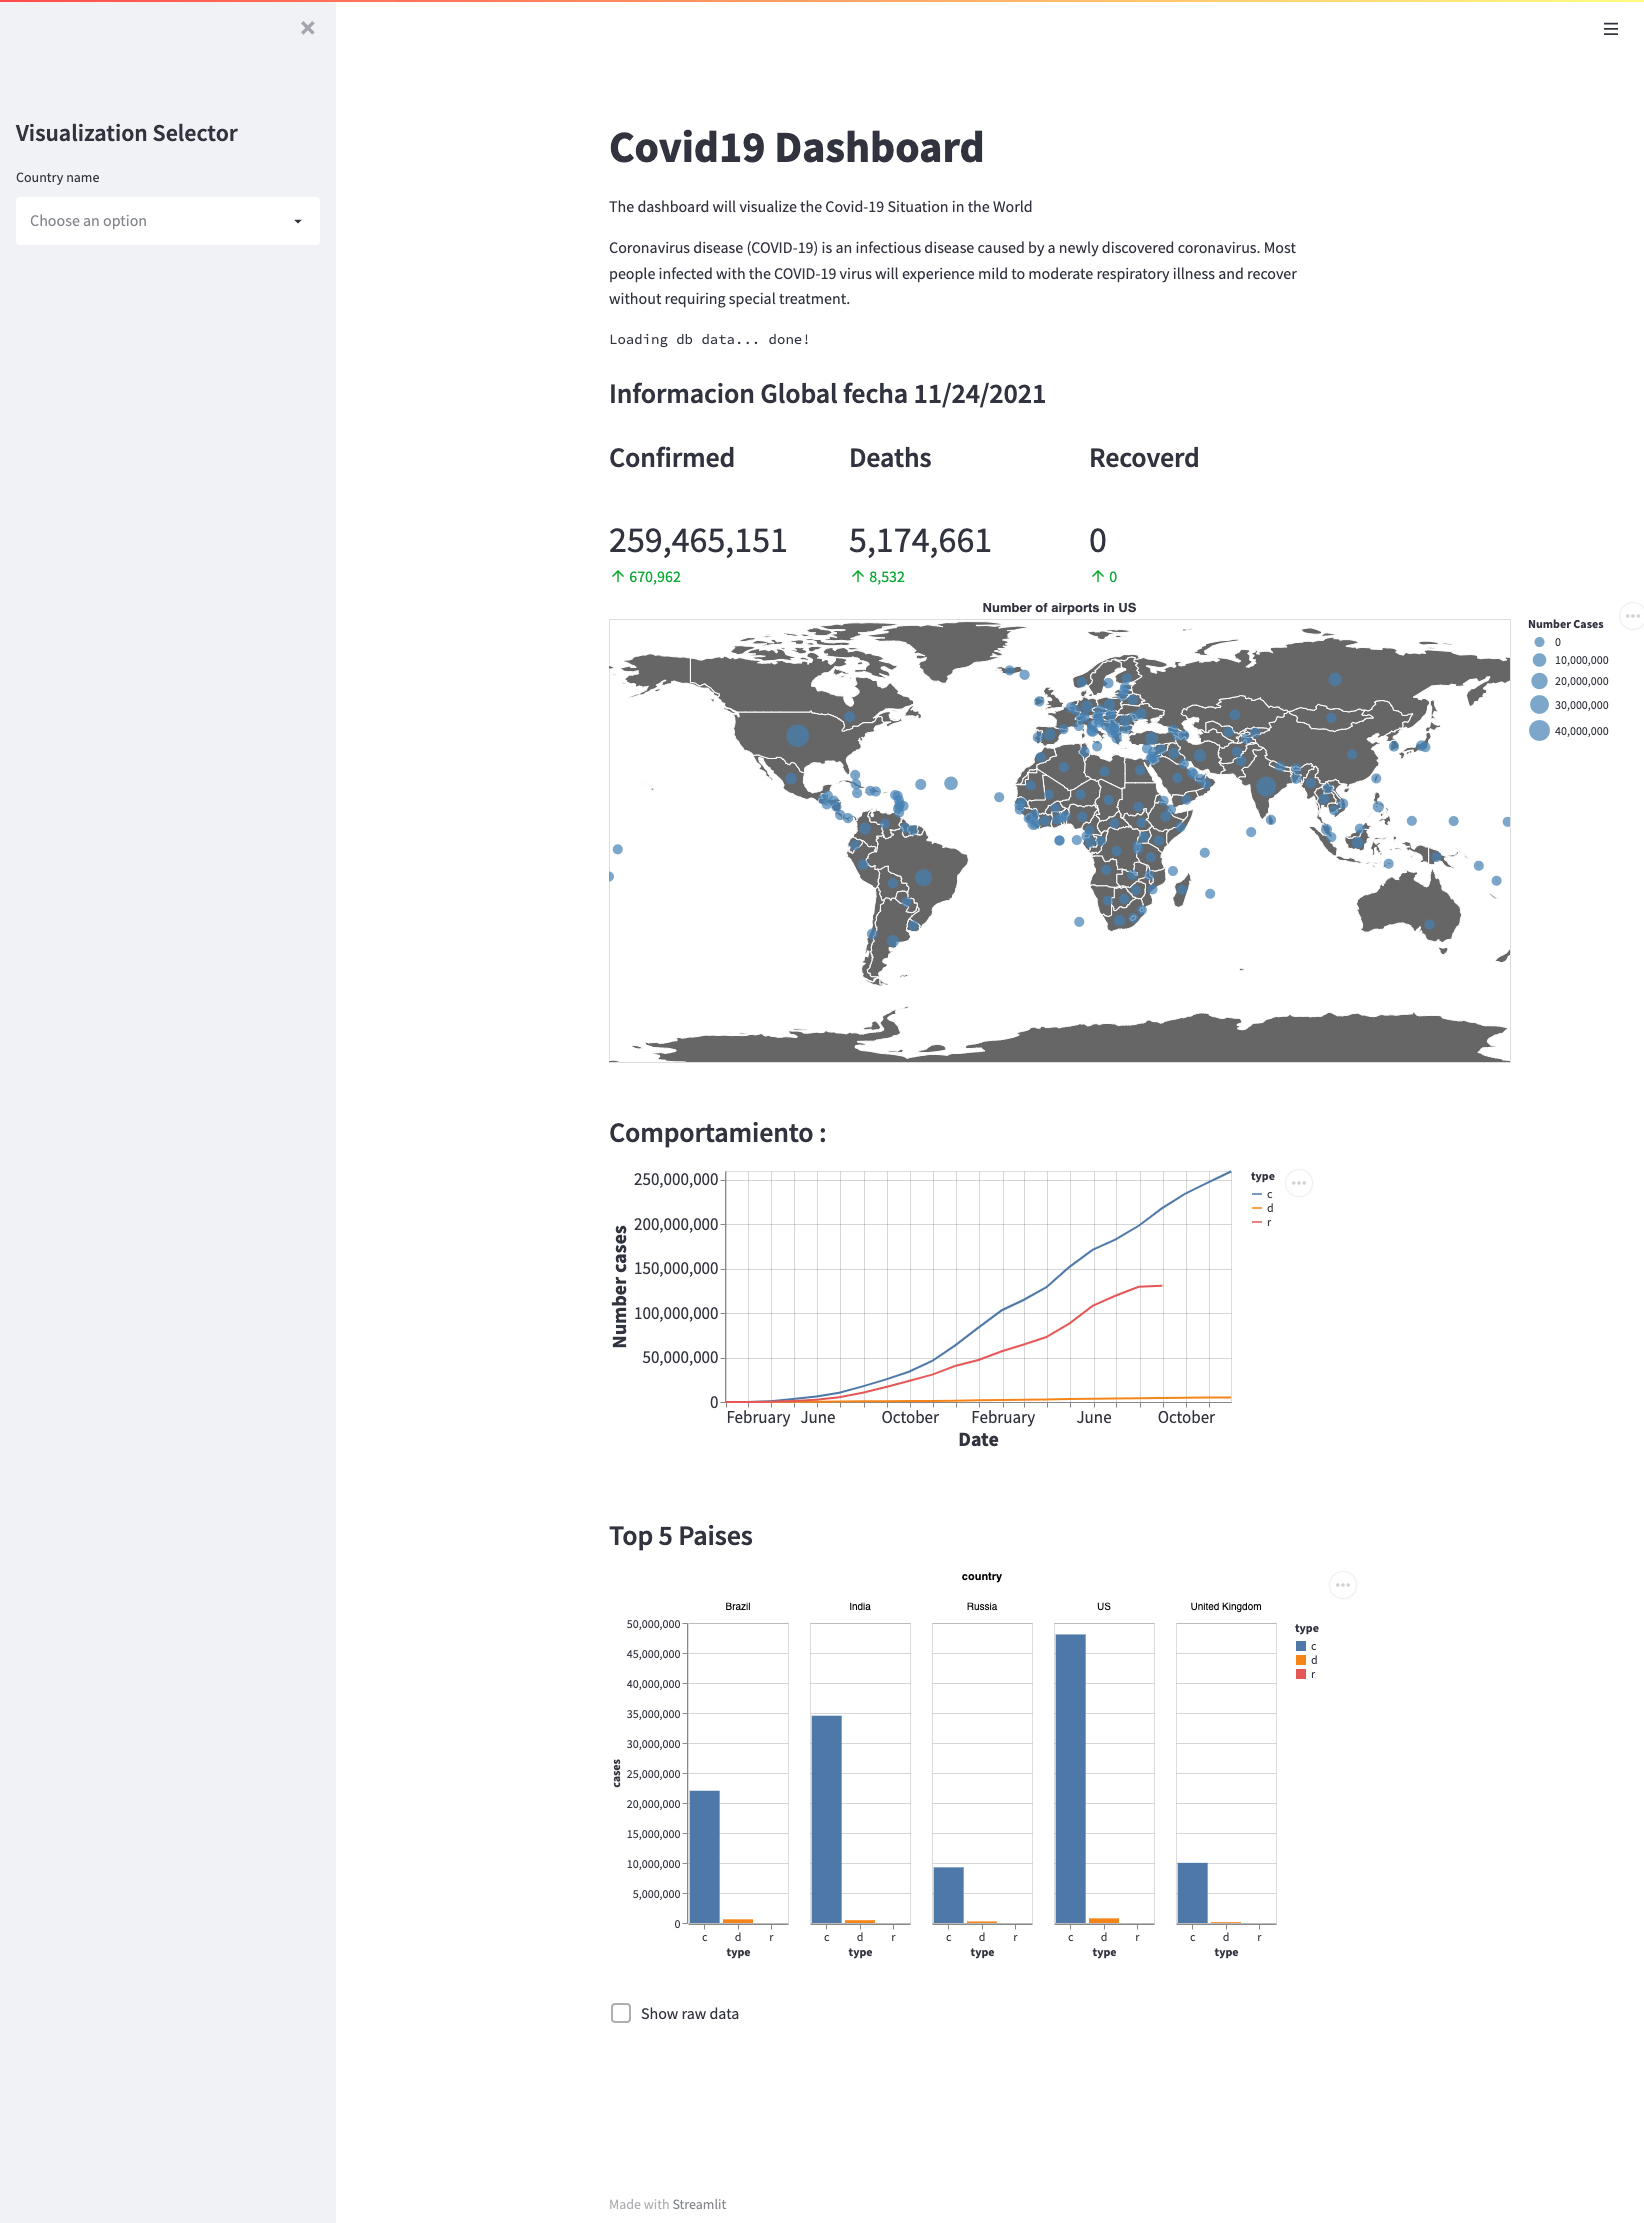 Visualization Selector
Country name
Choose an option
Covid19 Dashboard
The dashboard will visualize the Covid-19 Situation in the World
Coronavirus disease (COVID-19) is an infectious disease caused by a newly discovered coronavirus. Most
people infected with the COVID-19 virus will experience mild to moderate respiratory illness and recover
without requiring special treatment.
Loading db data... done!
Informacion Global fecha 11/24/2021
Confirmed Deaths Recoverd
259,465,151 5,174,661 0
↑ 670,962 ↑ 8,532 ↑ 0
Number of airports in US
Number Cases
0
10,000,000
20,000,000
30,000,000
40,000,000
Comportamiento :
250,000,000
200,000,000
150,000,000
100,000,000
50,000,000
0
Number cases
February June October February June October
Date
type
c
d
r
Top 5 Paises
country
Brazil India Russia US United Kingdom
50,000,000
45,000,000
40,000,000
35,000,000
30,000,000
25,000,000
20,000,000
15,000,000
10,000,000
5,000,000
0
cases
c d r c d r c d r c d r c d r
type type type type type
type
c
d
r
Show raw data
Made with Streamlit